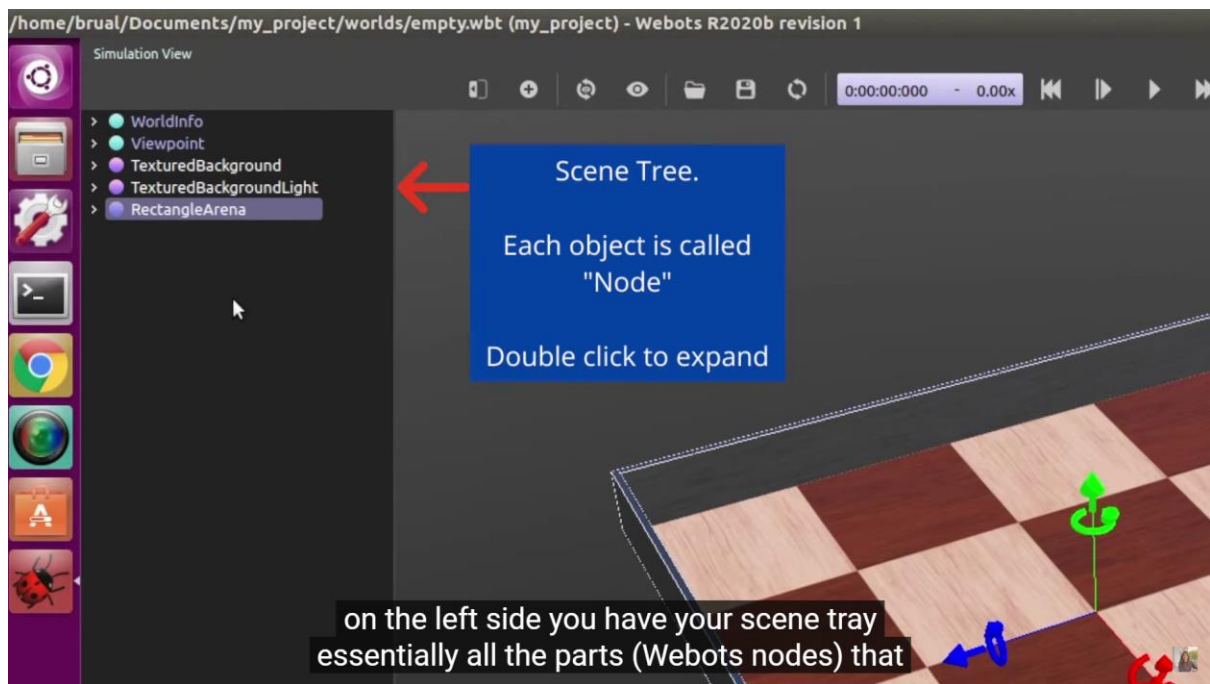 /home/brual/Documents/my_project/worlds/empty.wbt (my_project) - Webots R2020b revision 1
Simulation View
0:00:00:000 - 0.00x
WorldInfo
Viewpoint
TexturedBackground
TexturedBackgroundLight
RectangleArena
Scene Tree.
Each object is called
"Node"
Double click to expand
on the left side you have your scene tray
essentially all the parts (Webots nodes) that